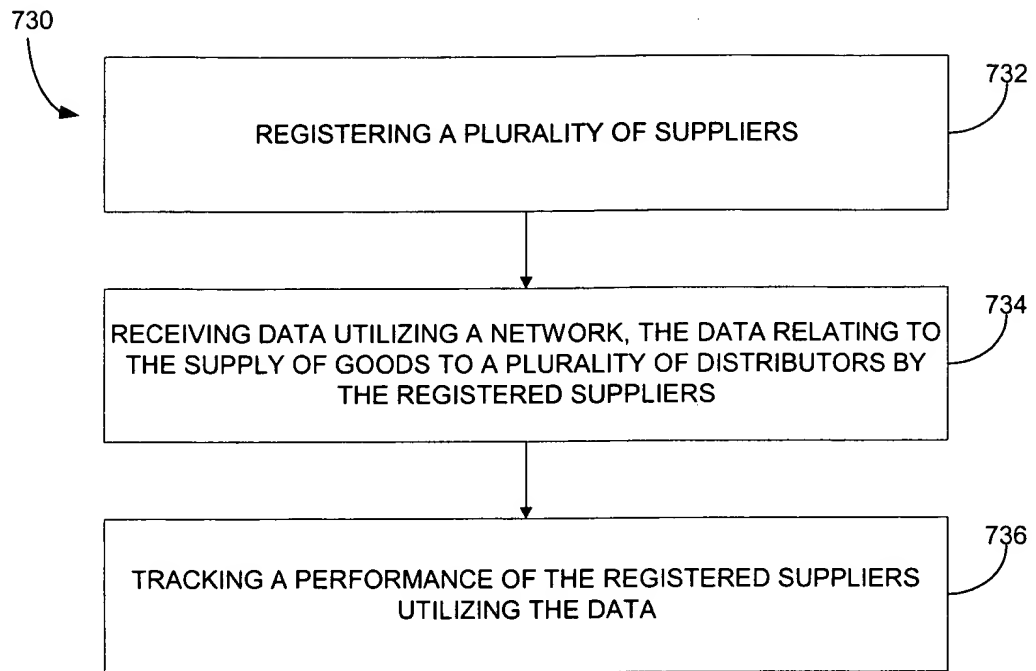 730
732
REGISTERING A PLURALITY OF SUPPLIERS
734
RECEIVING DATA UTILIZING A NETWORK, THE DATA RELATING TO
THE SUPPLY OF GOODS TO A PLURALITY OF DISTRIBUTORS BY
THE REGISTERED SUPPLIERS
736
TRACKING A PERFORMANCE OF THE REGISTERED SUPPLIERS
UTILIZING THE DATA